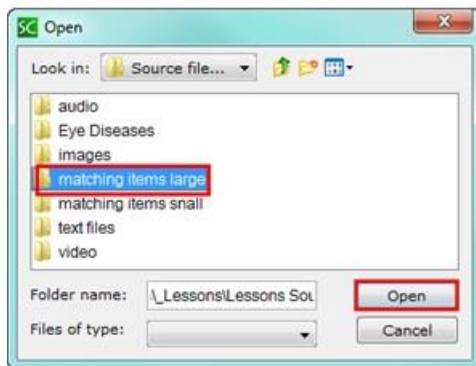 SC Open
Look in: Source file...
audio
Eye Diseases
images
matching items large
matching items snall
text files
video
Folder name: .\_Lessons\Lessons Sou Open
Files of type: Cancel